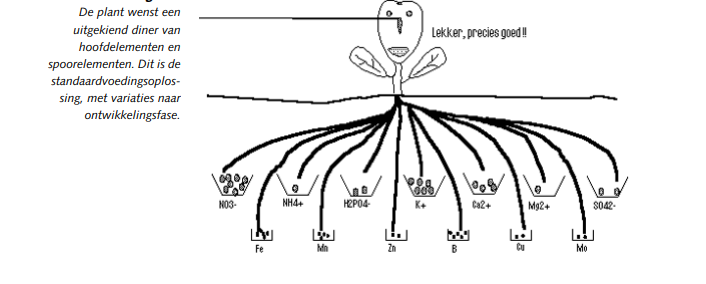 De plant wenst een
uitgekiend diner van
hoofdelementen en
spoorelementen. Dit is de
standaardvoedingsoplos-
sing, met variaties naar
ontwikkelingsfase.
Lekker, precies goed!!
NO3- NH4+ H2PO4- K+ Ca2+ Mg2+ SO42-
Fe Mn Zn B Cu Mo